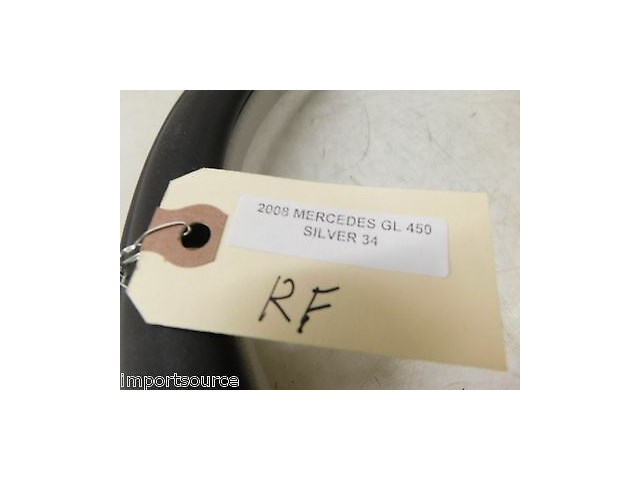 2008 MERCEDES GL 450
SILVER 34
RF
importsource